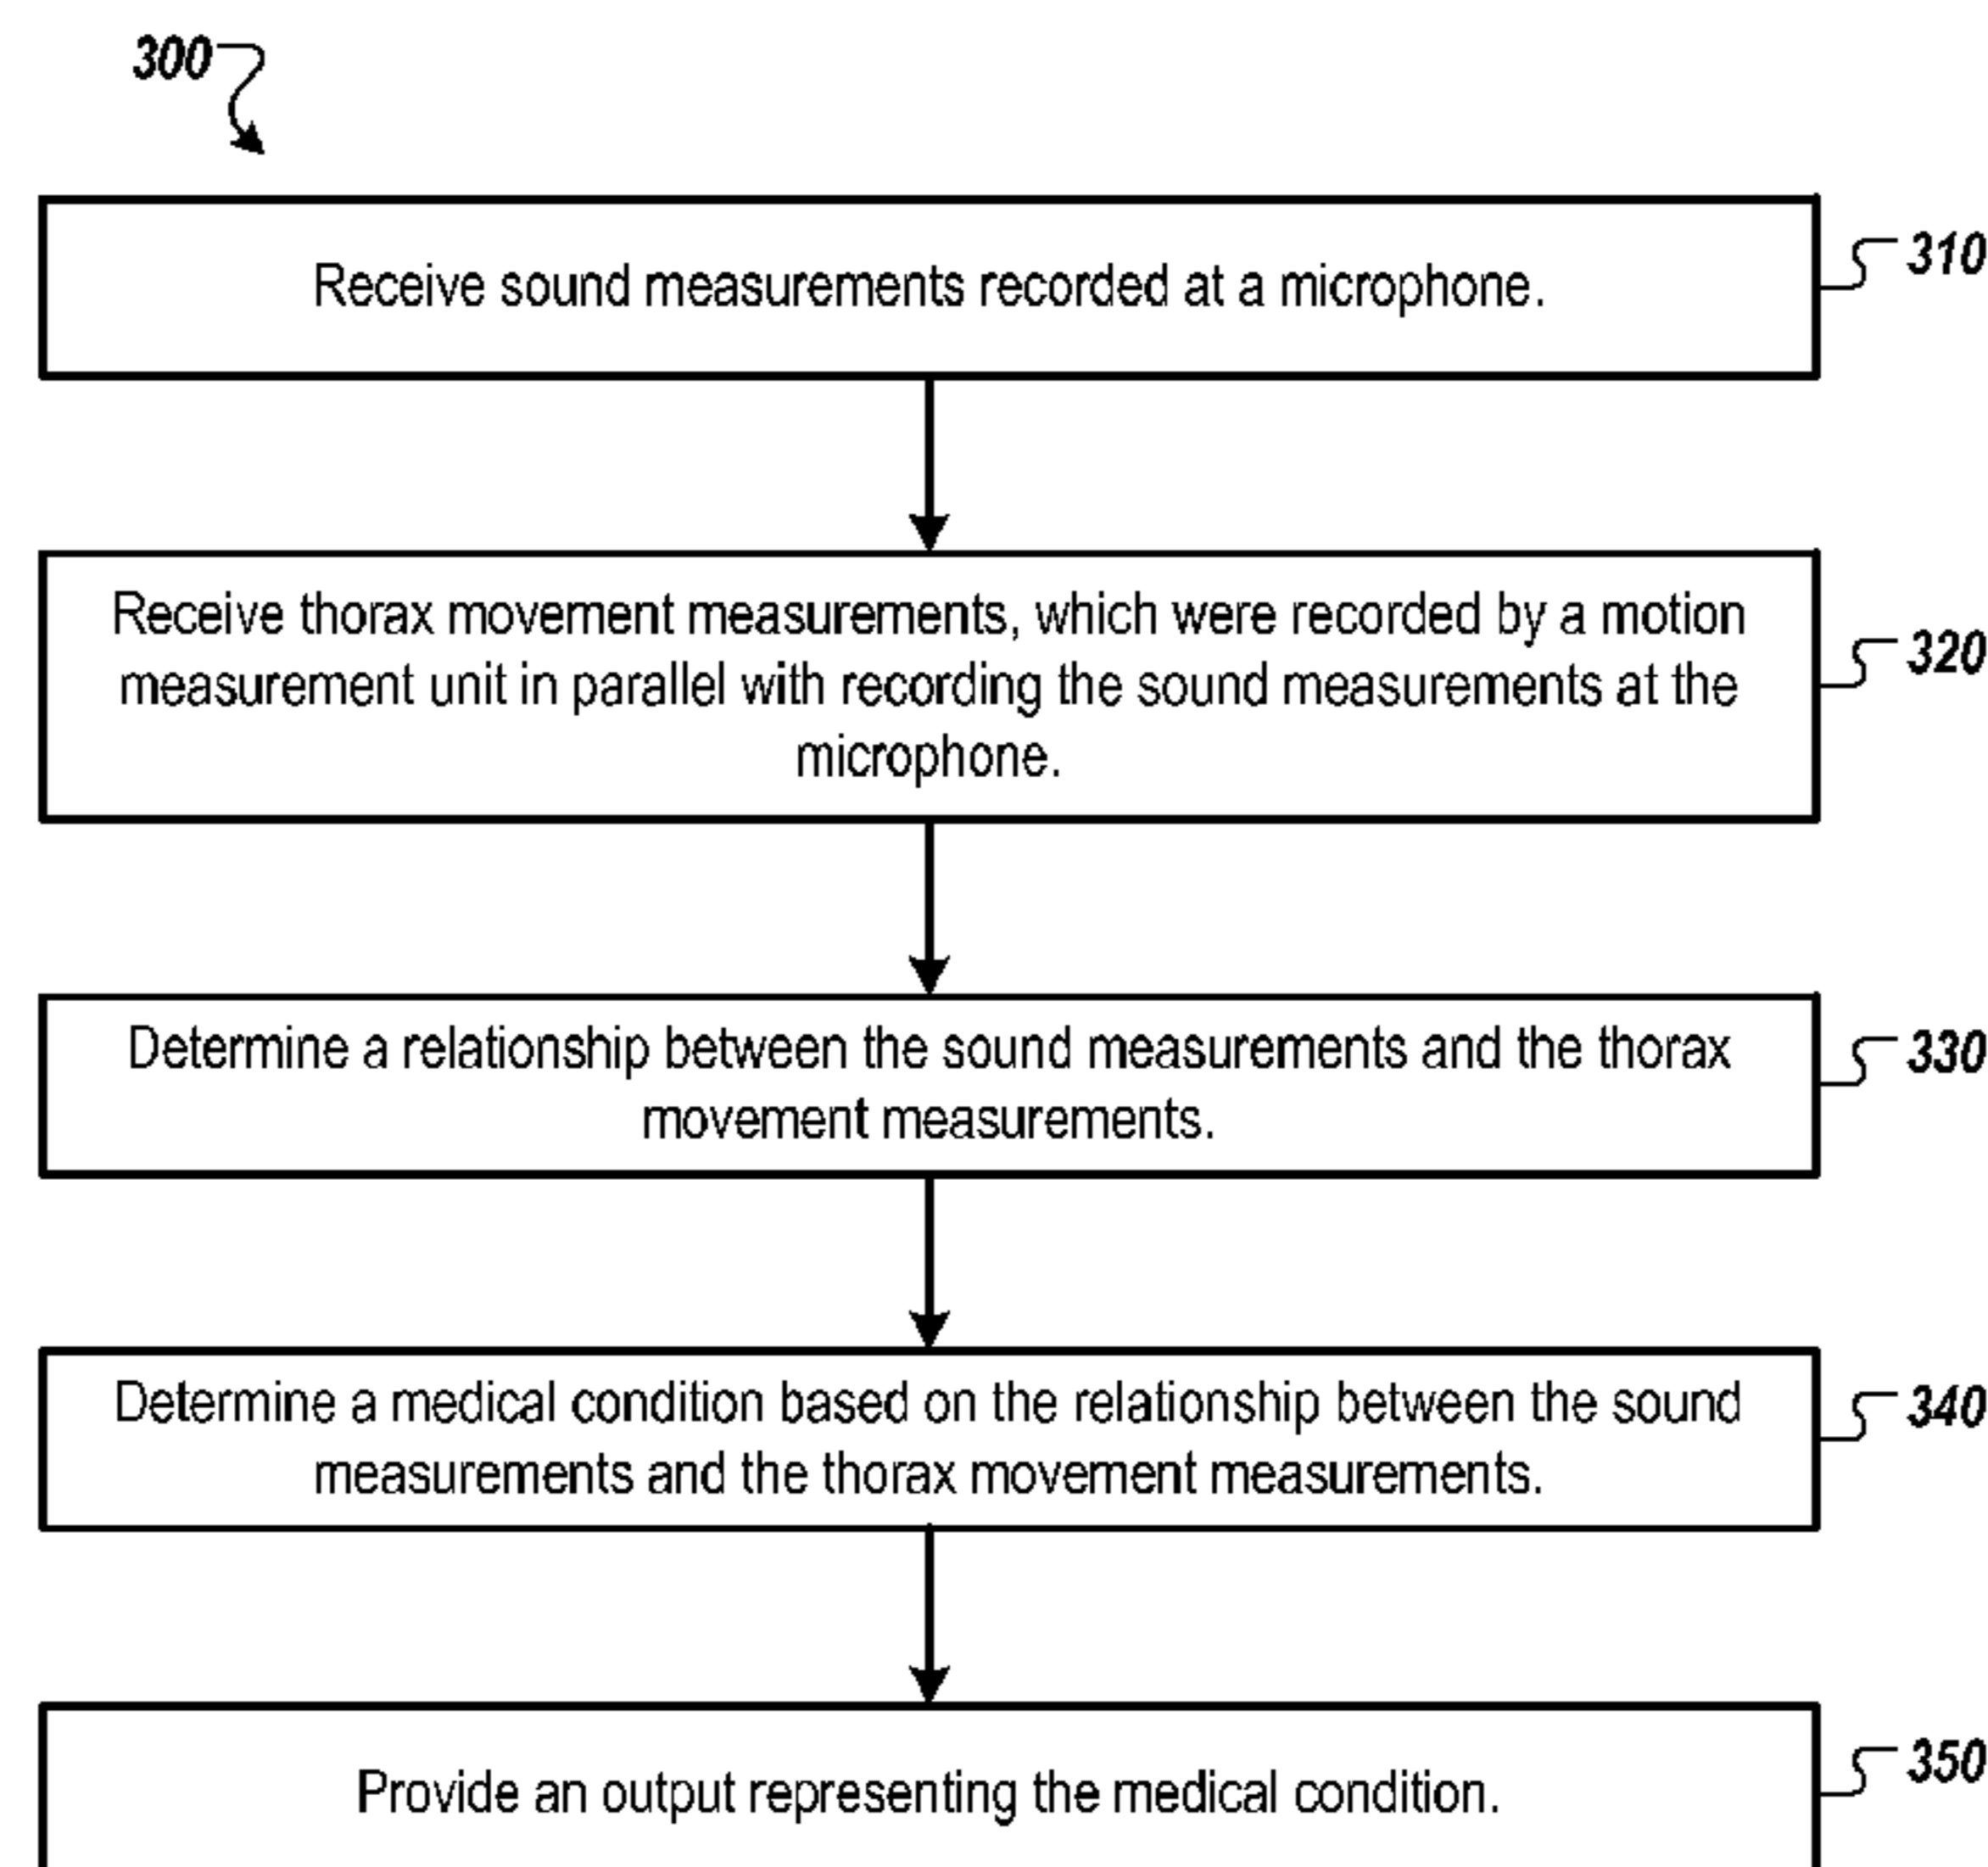 300
Receive sound measurements recorded at a microphone.
310
Receive thorax movement measurements, which were recorded by a motion
measurement unit in parallel with recording the sound measurements at the
microphone.
320
Determine a relationship between the sound measurements and the thorax
movement measurements.
330
Determine a medical condition based on the relationship between the sound
measurements and the thorax movement measurements.
340
Provide an output representing the medical condition.
350